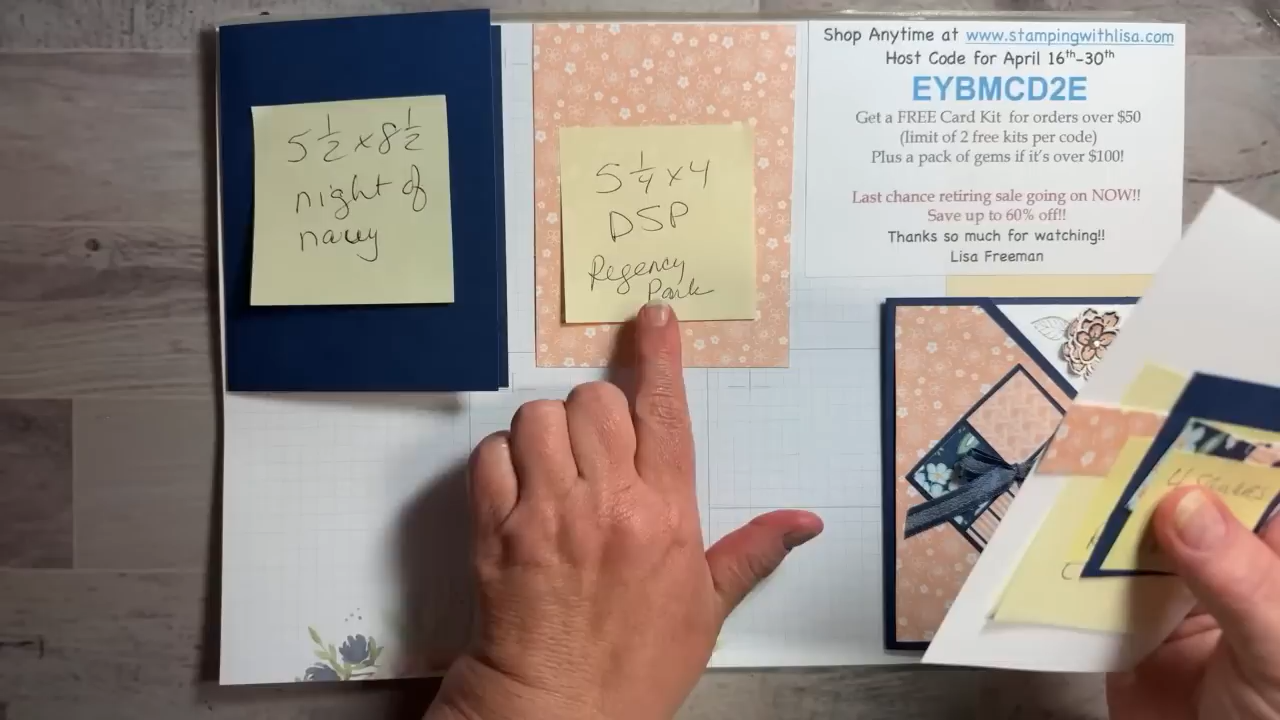 5 1/2 x 8 1/2
night of
navy
5 1/4 x 4
DSP
Regency
Park
Shop Anytime at www.stampingwithlisa.com
Host Code for April 16th-30th
EYBMCD2E
Get a FREE Card Kit for orders over $50
(limit of 2 free kits per code)
Plus a pack of gems if it's over $100!
Last chance retiring sale going on NOW!!
Save up to 60% off!!
Thanks so much for watching!!
Lisa Freeman
4